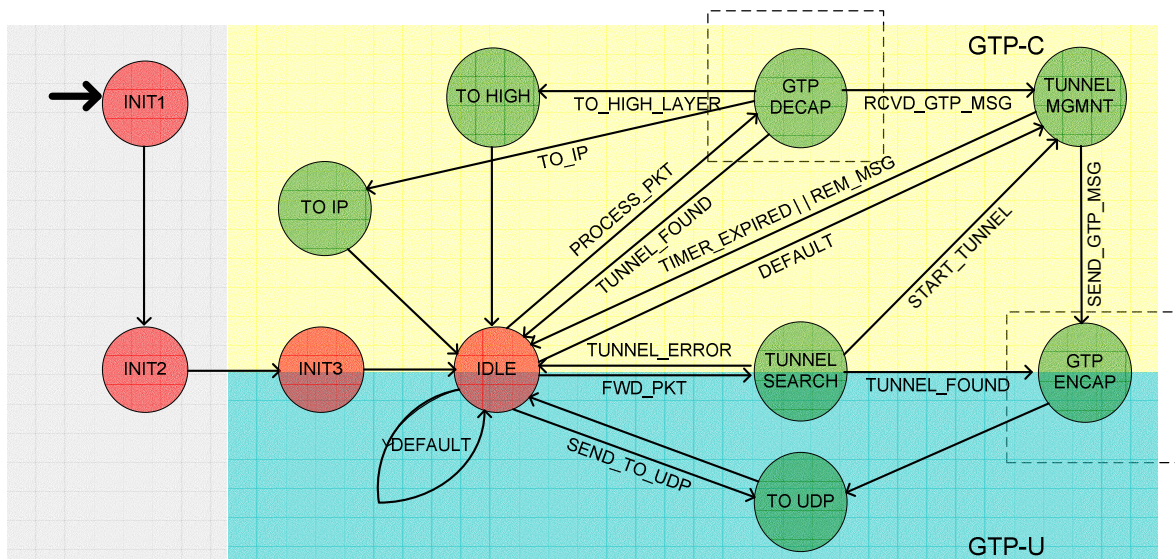 GTP-C
INIT1
TO HIGH
GTP
DECAP
TUNNEL
MGMNT
TO_HIGH_LAYER
RCVD_GTP_MSG
TO_IP
TO IP
PROCESS_PKT
TUNNEL_FOUND
TIMER_EXPIRED || REM_MSG
DEFAULT
START_TUNNEL
SEND_GTP_MSG
INIT2
INIT3
IDLE
TUNNEL_ERROR
FWD_PKT
TUNNEL
SEARCH
TUNNEL_FOUND
GTP
ENCAP
DEFAULT
SEND_TO_UDP
TO UDP
GTP-U